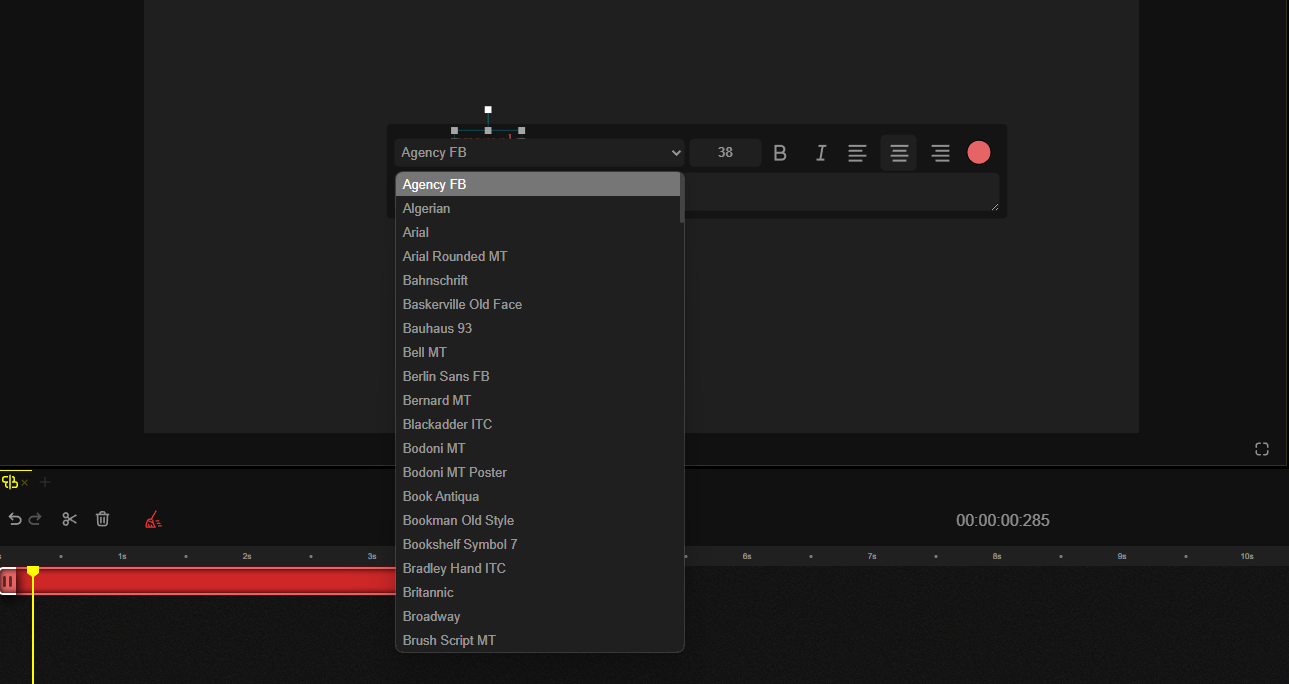 Agency FB
38
B
I
Agency FB
Algerian
Arial
Arial Rounded MT
Bahnschrift
Baskerville Old Face
Bauhaus 93
Bell MT
Berlin Sans FB
Bernard MT
Blackadder ITC
Bodoni MT
Bodoni MT Poster
Book Antiqua
Bookman Old Style
Bookshelf Symbol 7
Bradley Hand ITC
Britannic
Broadway
Brush Script MT
00:00:00:285
1s 2s 3s 6s 7s 8s 9s 10s